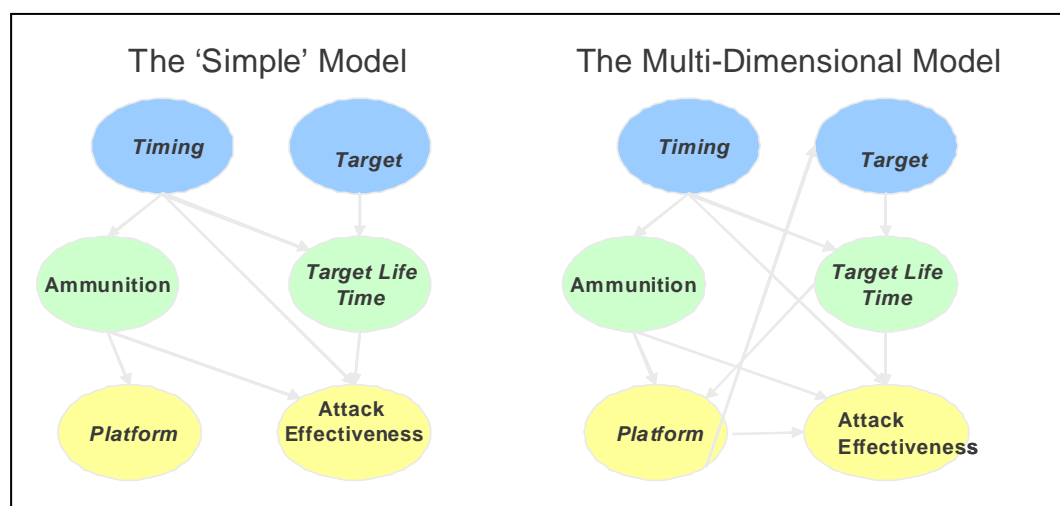 The ‘Simple’ Model
Timing
Target
Ammunition
Target Life
Time
Platform
Attack
Effectiveness
The Multi-Dimensional Model
Timing
Target
Ammunition
Target Life
Time
Platform
Attack
Effectiveness